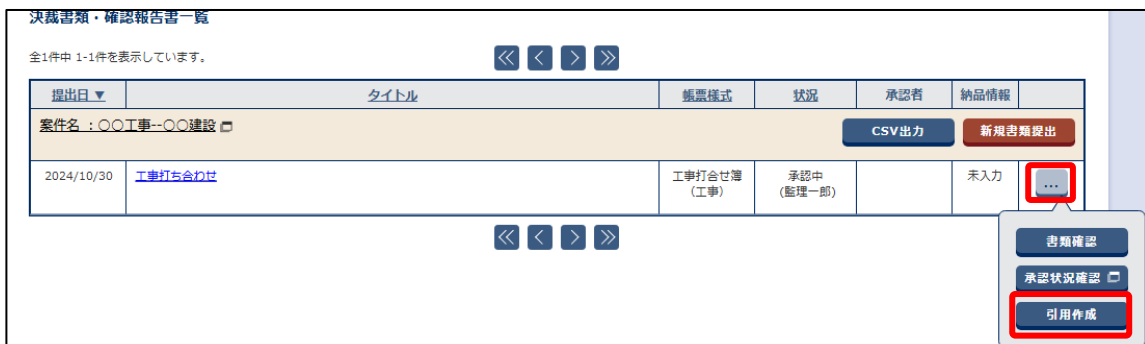 決裁書類・確認報告書一覧
全1件中 1-1件を表示しています。
提出日▼ タイトル 帳票様式 状況 承認者 納品情報
案件名 :〇〇工事--〇〇建設
CSV出力 新規書類提出
2024/10/30 工事打ち合わせ 工事打合せ簿 承認中 未入力 ...
(工事) (監理一郎)
書類確認
承認状況確認
引用作成